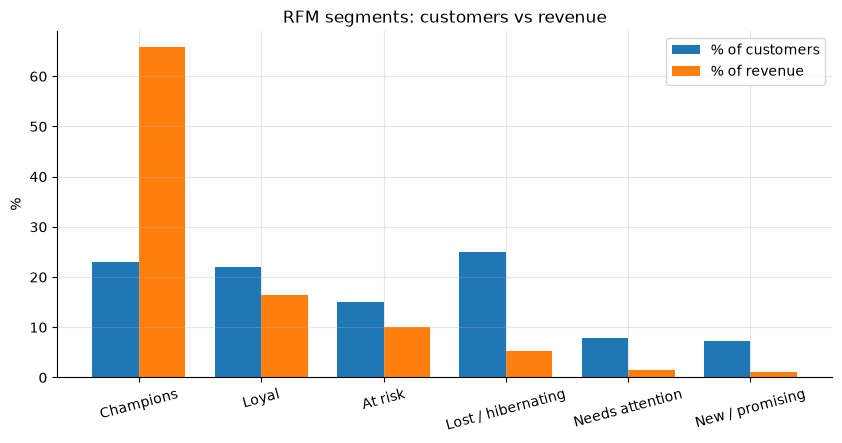 RFM segments: customers vs revenue
% of customers
% of revenue
%
60
50
40
30
20
10
0
Champions
Loyal
At risk
Lost / hibernating
Needs attention
New / promising